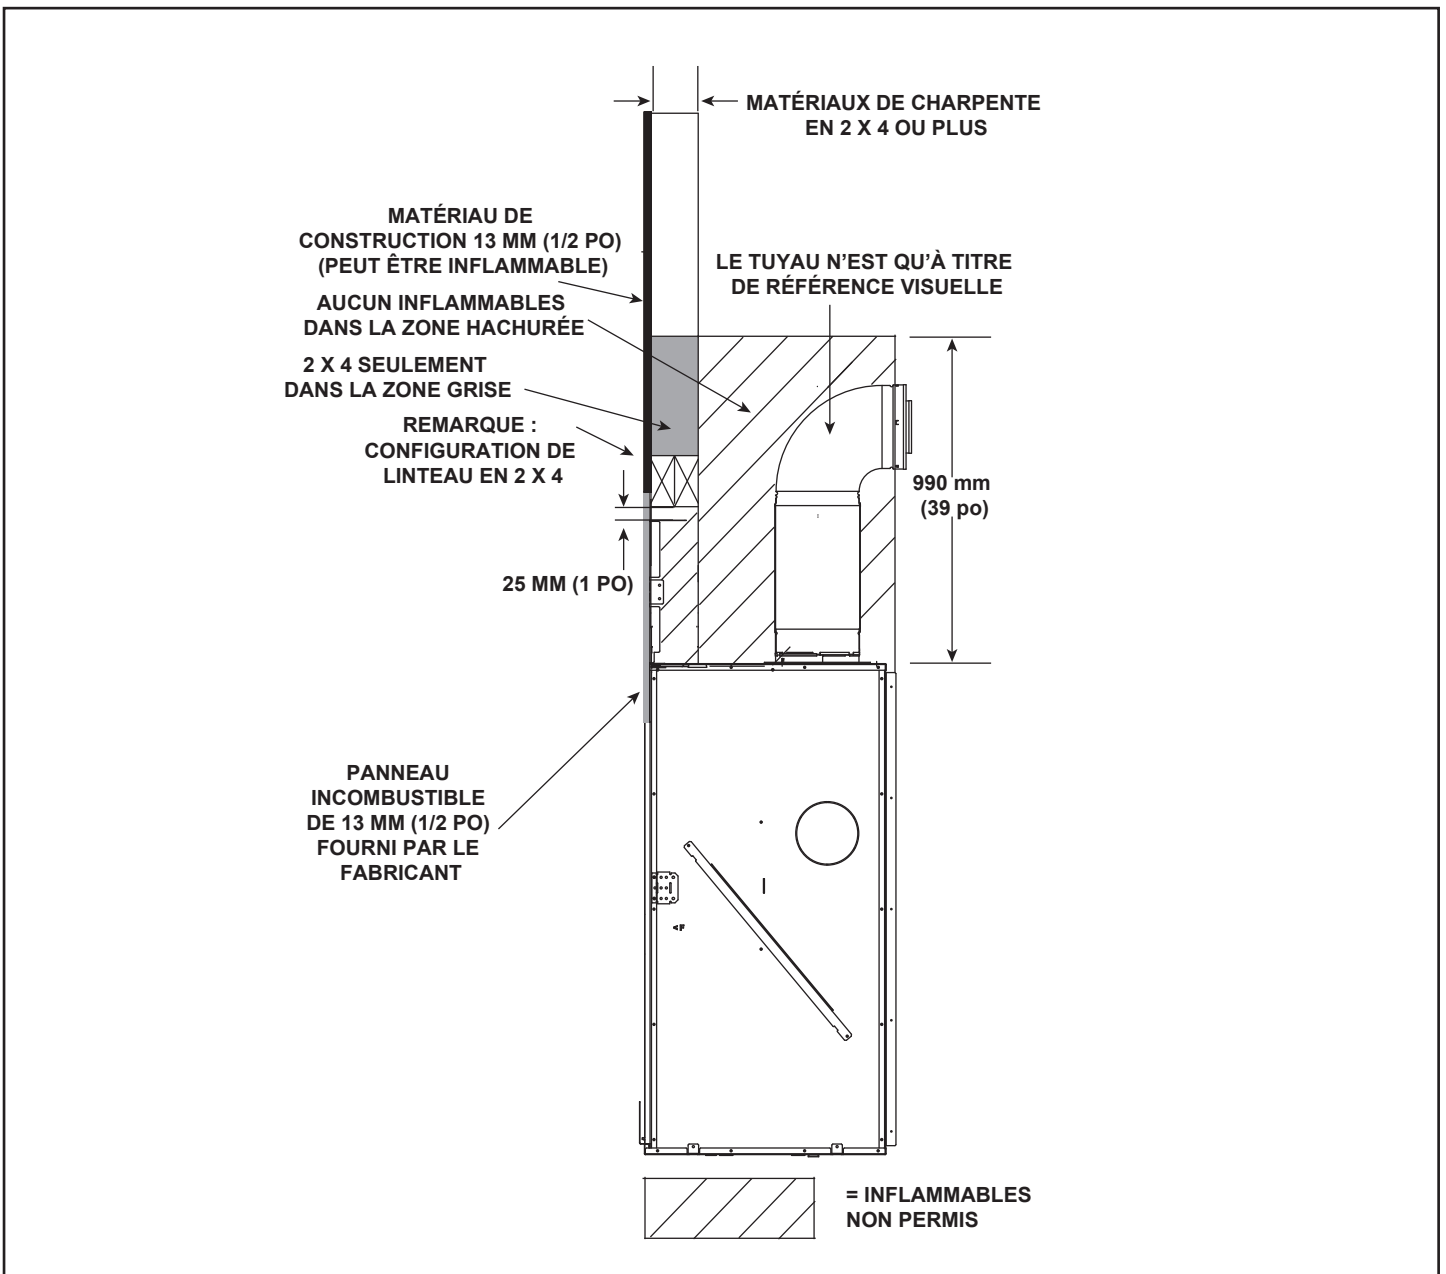 MATÉRIAUX DE CHARPENTE
EN 2 X 4 OU PLUS
MATÉRIAU DE
CONSTRUCTION 13 MM (1/2 PO)
(PEUT ÊTRE INFLAMMABLE)
LE TUYAU N’EST QU’À TITRE
DE RÉFÉRENCE VISUELLE
AUCUN INFLAMMABLES
DANS LA ZONE HACHURÉE
2 X 4 SEULEMENT
DANS LA ZONE GRISE
REMARQUE :
CONFIGURATION DE
LINTEAU EN 2 X 4
990 mm
(39 po)
25 MM (1 PO)
PANNEAU
INCOMBUSTIBLE
DE 13 MM (1/2 PO)
FOURNI PAR LE
FABRICANT
= INFLAMMABLES
NON PERMIS